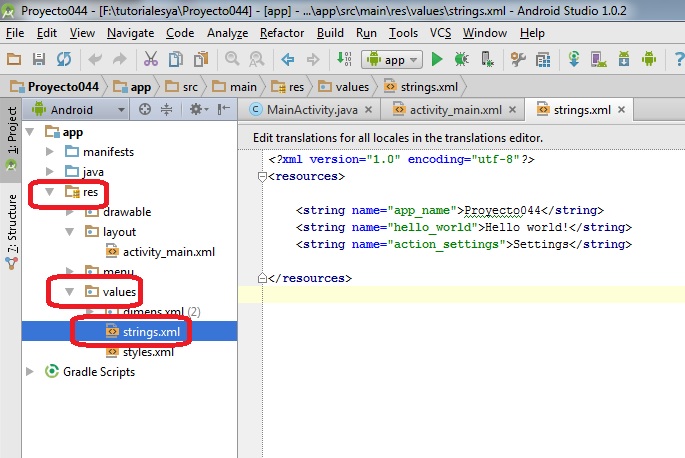 Proyecto044 - [F:\tutorialesya\Proyecto044] - [app] - ...\app\src\main\res\values\strings.xml - Android Studio 1.0.2
File Edit View Navigate Code Analyze Refactor Build Run Tools VCS Window Help
app
Proyecto044 app src main res values strings.xml
1: Project
7: Structure
Android
app
manifests
java
res
drawable
layout
activity_main.xml
menu
values
dimens.xml (2)
strings.xml
styles.xml
Gradle Scripts
MainActivity.java activity_main.xml strings.xml
Edit translations for all locales in the translations editor.
<?xml version="1.0" encoding="utf-8"?>
<resources>
<string name="app_name">Proyecto044</string>
<string name="hello_world">Hello world!</string>
<string name="action_settings">Settings</string>
</resources>